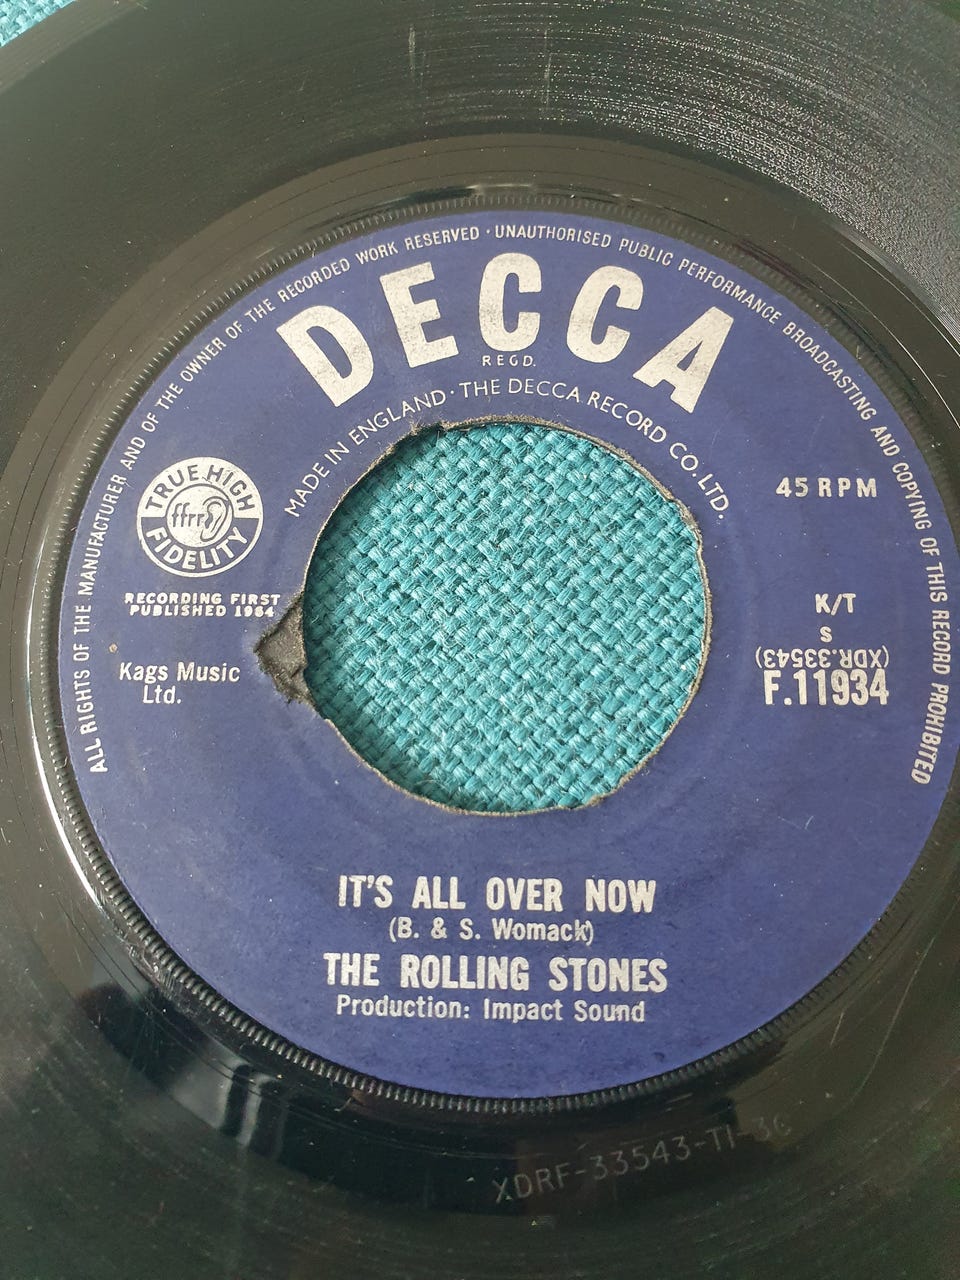 ALL RIGHTS OF THE MANUFACTURER AND OF THE OWNER OF THE RECORDED WORK RESERVED · UNAUTHORISED PUBLIC PERFORMANCE BROADCASTING AND COPYING OF THIS RECORD PROHIBITED
DECCA
REGD.
MADE IN ENGLAND · THE DECCA RECORD CO. LTD.
TRUE HIGH
ffrr
FIDELITY
RECORDING FIRST
PUBLISHED 1964
Kags Music
Ltd.
45 RPM
K/T
S
(XDR.33543)
F.11934
IT'S ALL OVER NOW
(B. & S. Womack)
THE ROLLING STONES
Production: Impact Sound
XDRF-33543-T1-3C